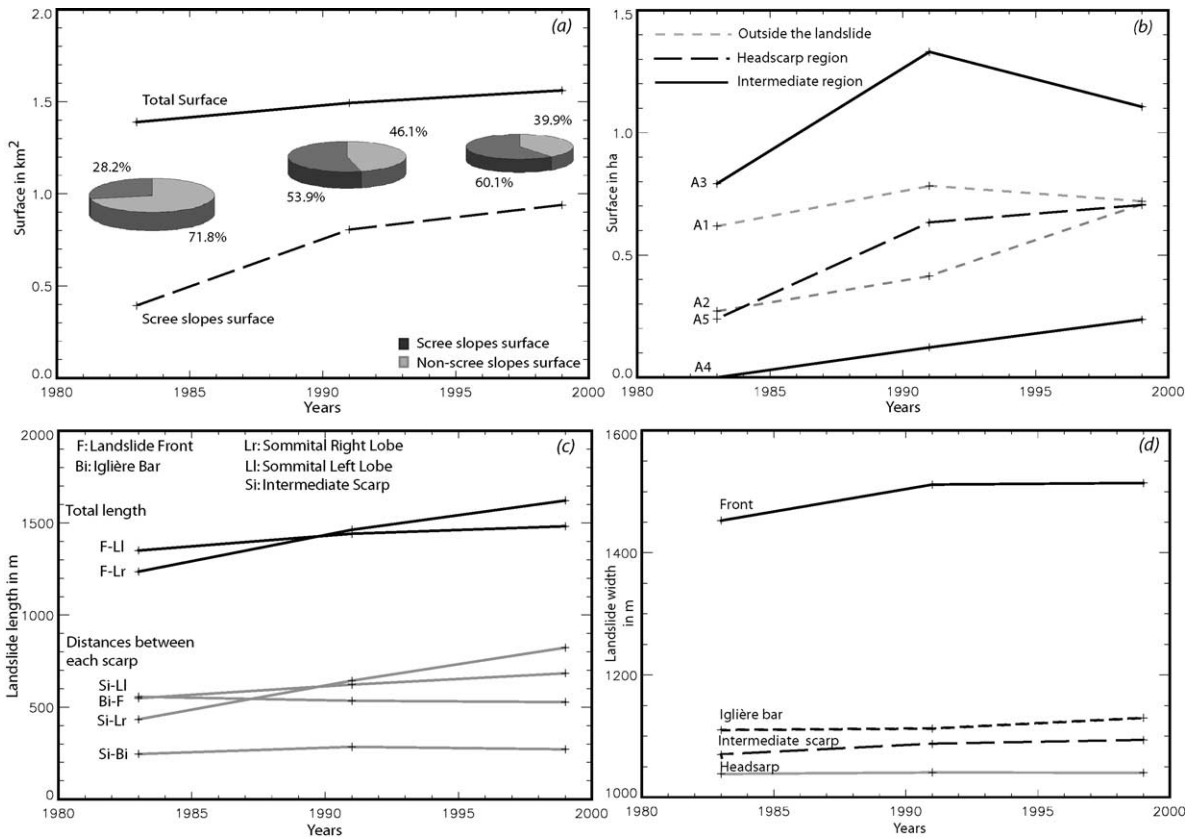 (a)
Surface in km²
2.0
1.5
1.0
0.5
0.0
Total Surface
28.2%
71.8%
46.1%
53.9%
39.9%
60.1%
Scree slopes surface
Scree slopes surface
Non-scree slopes surface
1980 1985 1990 1995 2000
Years
(b)
Surface in ha
1.5
1.0
0.5
0.0
Outside the landslide
Headscarp region
Intermediate region
A3
A1
A2
A5
A4
1980 1985 1990 1995 2000
Years
(c)
Landslide length in m
2000
1500
1000
500
0
F: Landslide Front Lr: Sommital Right Lobe
Bi: Iglière Bar Ll: Sommital Left Lobe
Si: Intermediate Scarp
Total length
F-Ll
F-Lr
Distances between
each scarp
Si-Ll
Bi-F
Si-Lr
Si-Bi
1980 1985 1990 1995 2000
Years
(d)
Landslide width
in m
1600
1400
1200
1000
Front
Iglière bar
Intermediate scarp
Headsarp
1980 1985 1990 1995 2000
Years